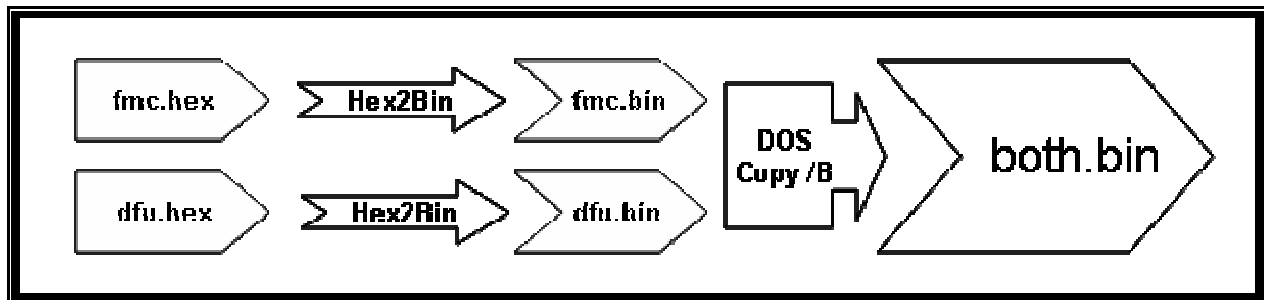 fmc.hex
Hex2Bin
fmc.bin
dfu.hex
Hex2Bin
dfu.bin
DOS
Copy /B
both.bin